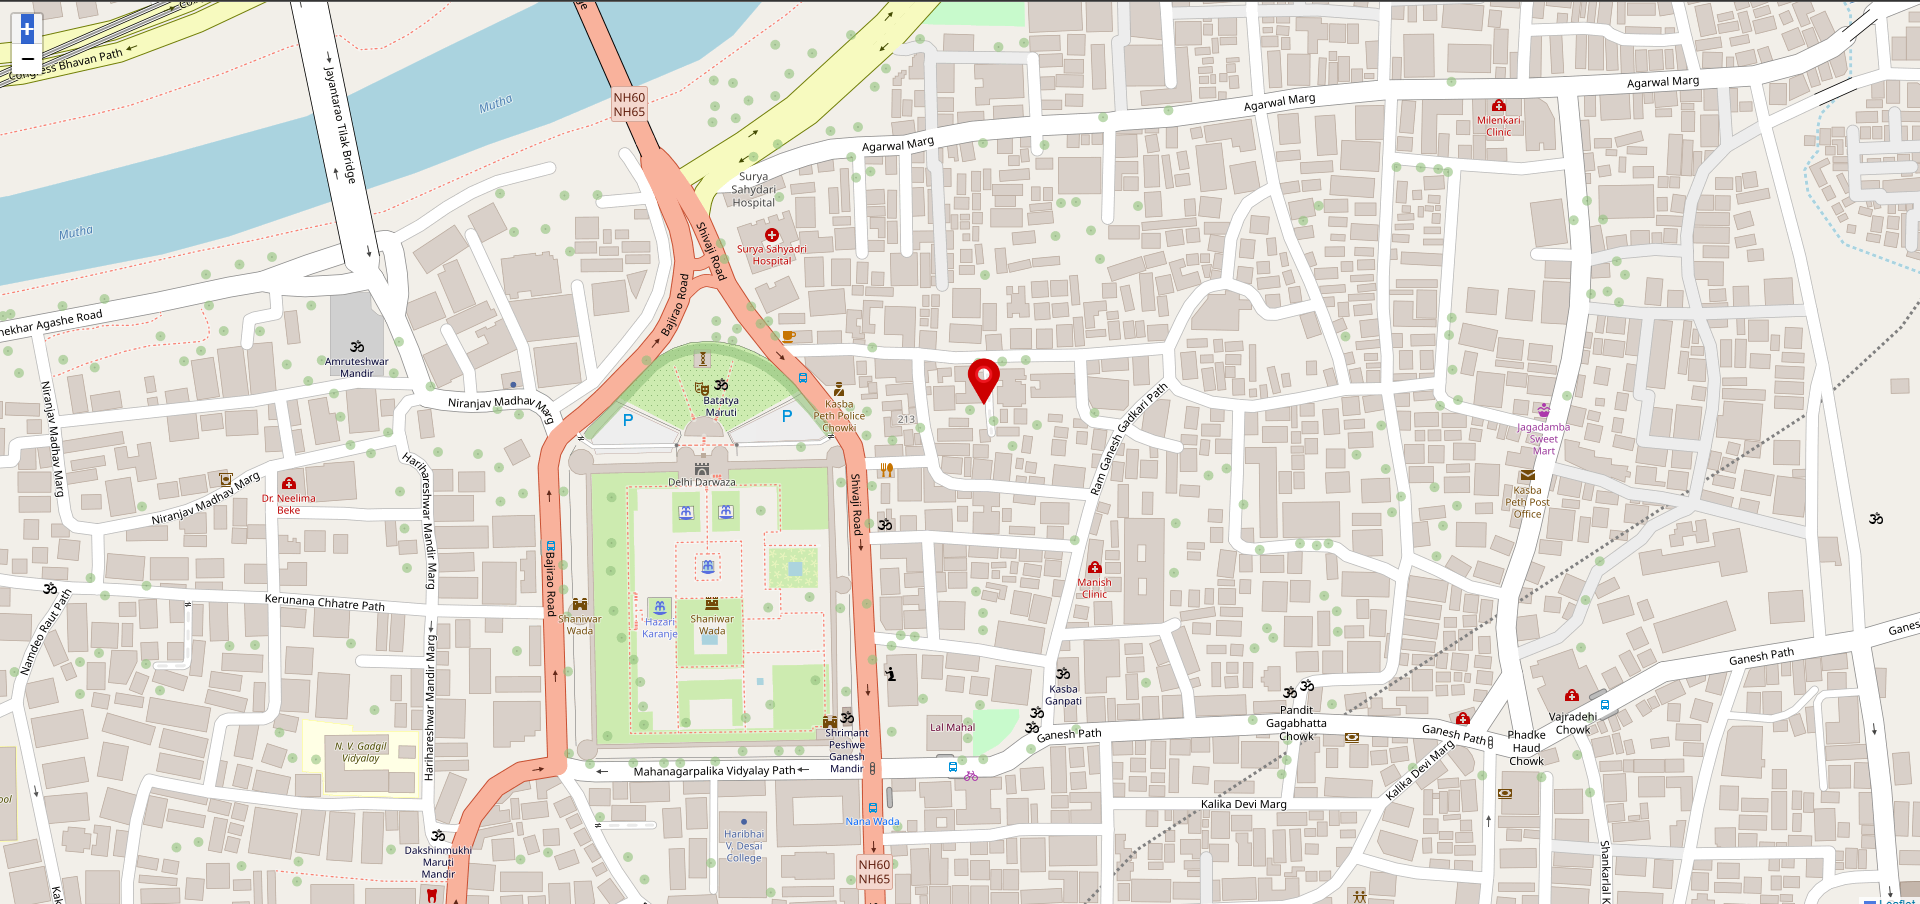 +
−
Congress Bhavan Path
Jayantarao Tilak Bridge
Mutha
Mutha
NH60
NH65
Agarwal Marg
Agarwal Marg
Agarwal Marg
Milenkari
Clinic
Surya
Sahydari
Hospital
Surya Sahyadri
Hospital
Shivaji Road
Bajirao Road
hekhar Agashe Road
Amruteshwar
Mandir
Niranjav Madhav Marg
Niranjav Madhav Marg
Niranjav Madhav Marg
Batatya
Maruti
P
P
Kasba
Peth Police
Chowki
213
Ram Ganesh Gadkari Path
Jagadamba
Sweet
Mart
Kasba
Peth Post
Office
Dr. Neelima
Beke
Harihareshwar Mandir Marg
Delhi Darwaza
Shivaji Road
Bajirao Road
Manish
Clinic
Kerunana Chhatre Path
Namdeo Raut Path
Shaniwar
Wada
Hazari
Karanje
Shaniwar
Wada
Harihareshwar Mandir Marg
Kasba
Ganpati
Lal Mahal
Ganesh Path
Pandit
Gagabhatta
Chowk
Ganesh Path
Ganesh Path
Ganes
Vajradehi
Chowk
Phadke
Haud
Chowk
Kalika Devi Marg
Kalika Devi Marg
Shrimant
Peshwe
Ganesh
Mandir
N. V. Gadgil
Vidyalay
Mahanagarpalika Vidyalay Path
ool
Nana Wada
Haribhai
V. Desai
College
Dakshinmukhi
Maruti
Mandir
NH60
NH65
Kak
Shankarlal K
Leaflet